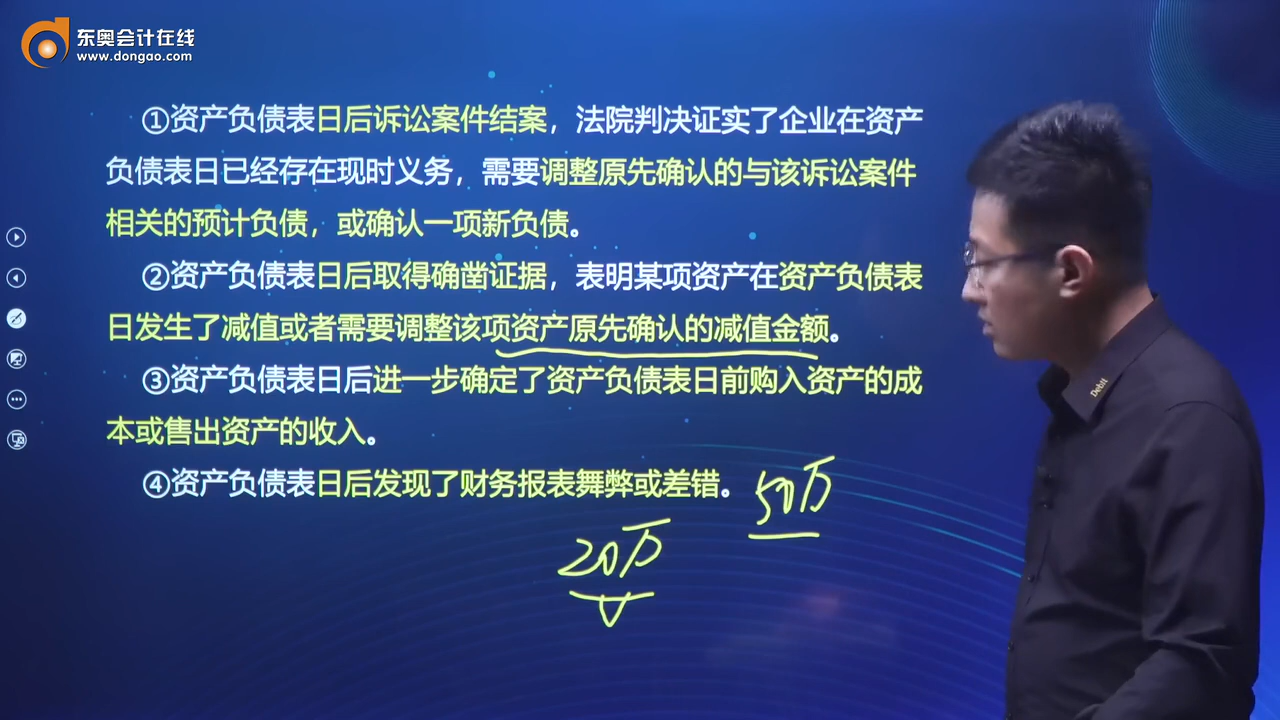 东奥会计在线
www.dongao.com
①资产负债表日后诉讼案件结案，法院判决证实了企业在资产
负债表日已经存在现时义务，需要调整原先确认的与该诉讼案件
相关的预计负债，或确认一项新负债。
②资产负债表日后取得确凿证据，表明某项资产在资产负债表
日发生了减值或者需要调整该项资产原先确认的减值金额。
③资产负债表日后进一步确定了资产负债表日前购入资产的成
本或售出资产的收入。
④资产负债表日后发现了财务报表舞弊或差错。
50万
20万
Debit